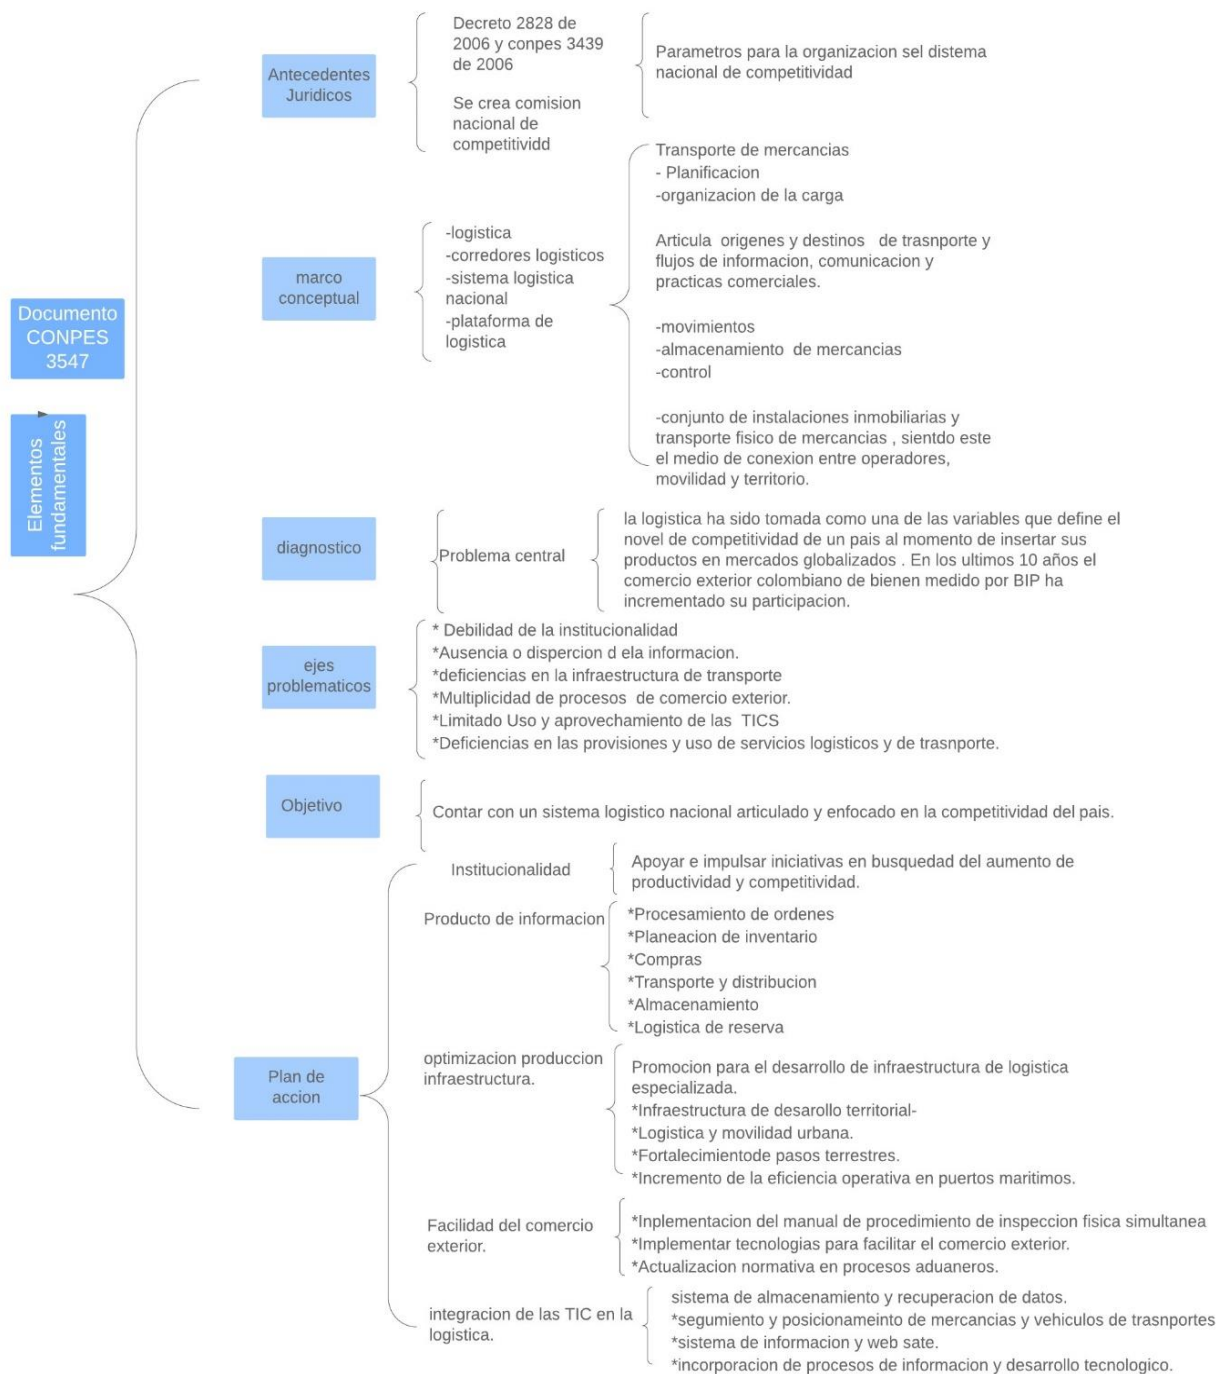 Documento
CONPES
3547
Elementos
fundamentales
Antecedentes
Juridicos
Decreto 2828 de
2006 y conpes 3439
de 2006
Se crea comision
nacional de
competitividd
Parametros para la organizacion sel distema
nacional de competitividad
marco
conceptual
-logistica
-corredores logisticos
-sistema logistica
nacional
-plataforma de
logistica
Transporte de mercancias
- Planificacion
-organizacion de la carga
Articula origenes y destinos de trasnporte y
flujos de informacion, comunicacion y
practicas comerciales.
-movimientos
-almacenamiento de mercancias
-control
-conjunto de instalaciones inmobiliarias y
transporte fisico de mercancias , sientdo este
el medio de conexion entre operadores,
movilidad y territorio.
diagnostico
Problema central
la logistica ha sido tomada como una de las variables que define el
novel de competitividad de un pais al momento de insertar sus
productos en mercados globalizados . En los ultimos 10 años el
comercio exterior colombiano de bienen medido por BIP ha
incrementado su participacion.
ejes
problematicos
* Debilidad de la institucionalidad
*Ausencia o dispercion d ela informacion.
*deficiencias en la infraestructura de transporte
*Multiplicidad de procesos de comercio exterior.
*Limitado Uso y aprovechamiento de las TICS
*Deficiencias en las provisiones y uso de servicios logisticos y de trasnporte.
Objetivo
Contar con un sistema logistico nacional articulado y enfocado en la competitividad del pais.
Plan de
accion
Institucionalidad
Apoyar e impulsar iniciativas en busquedad del aumento de
productividad y competitividad.
Producto de informacion
*Procesamiento de ordenes
*Planeacion de inventario
*Compras
*Transporte y distribucion
*Almacenamiento
*Logistica de reserva
optimizacion produccion
infraestructura.
Promocion para el desarrollo de infraestructura de logistica
especializada.
*Infraestructura de desarollo territorial-
*Logistica y movilidad urbana.
*Fortalecimientode pasos terrestres.
*Incremento de la eficiencia operativa en puertos maritimos.
Facilidad del comercio
exterior.
*Inplementacion del manual de procedimiento de inspeccion fisica simultanea
*Implementar tecnologias para facilitar el comercio exterior.
*Actualizacion normativa en procesos aduaneros.
integracion de las TIC en la
logistica.
sistema de almacenamiento y recuperacion de datos.
*segumiento y posicionameinto de mercancias y vehiculos de trasnportes
*sistema de informacion y web sate.
*incorporacion de procesos de informacion y desarrollo tecnologico.